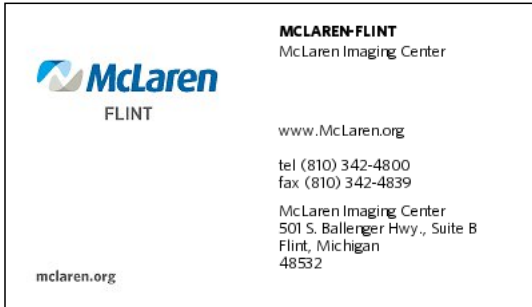 McLaren
FLINT
mclaren.org
MCLAREN-FLINT
McLaren Imaging Center
www.McLaren.org
tel (810) 342-4800
fax (810) 342-4839
McLaren Imaging Center
501 S. Ballenger Hwy., Suite B
Flint, Michigan
48532